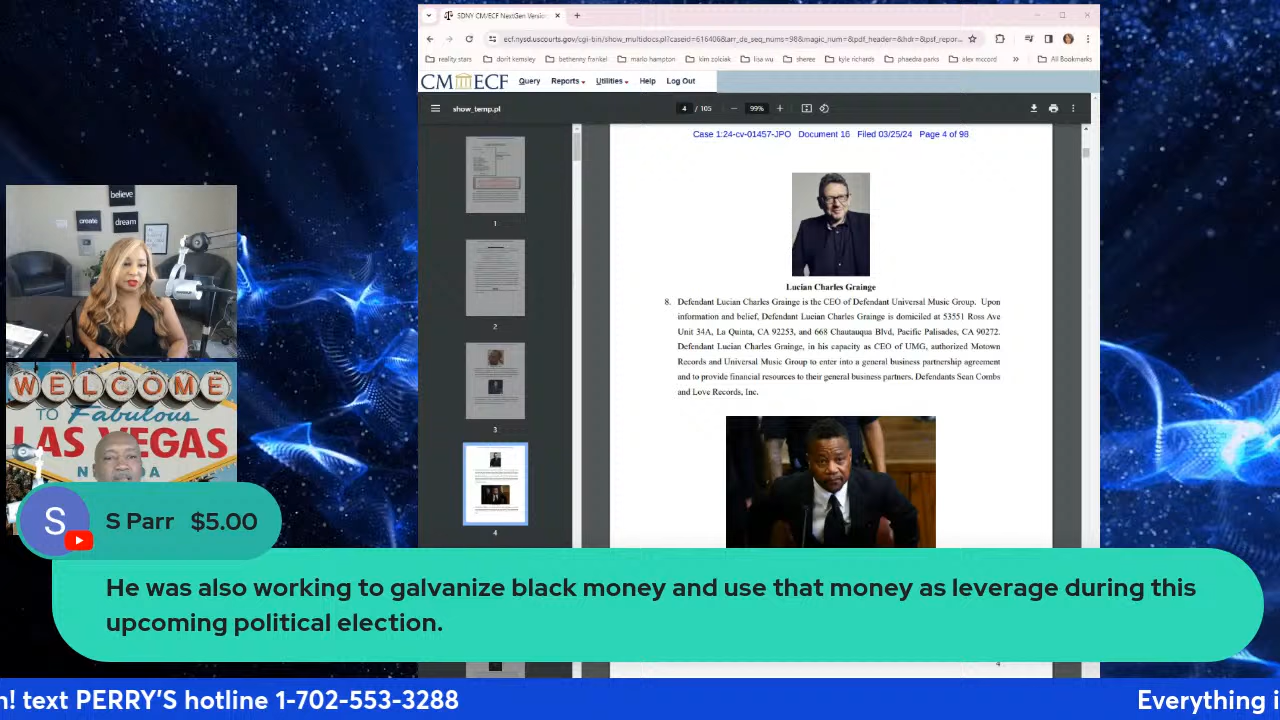 SDNY CM/ECF NextGen Version
ecf.nysd.uscourts.gov/cgi-bin/show_multidocs.pl?caseid=616406&arr_de_seq_nums=98&magic_num=&pdf_header=&hdr=&psf_repor...
reality stars dorit kemsley bethenny frankel marlo hampton kim zolciak lisa wu sheree kyle richards phaedra parks alex mccord » All Bookmarks
CM ECF Query Reports Utilities Help Log Out
show_temp.pl 4 / 105 99%
Case 1:24-cv-01457-JPO Document 16 Filed 03/25/24 Page 4 of 98
1
2
3
4
Lucian Charles Grainge
8. Defendant Lucian Charles Grainge is the CEO of Defendant Universal Music Group. Upon
information and belief, Defendant Lucian Charles Grainge is domiciled at 53551 Ross Ave
Unit 34A, La Quinta, CA 92253, and 668 Chautauqua Blvd, Pacific Palisades, CA 90272.
Defendant Lucian Charles Grainge, in his capacity as CEO of UMG, authorized Motown
Records and Universal Music Group to enter into a general business partnership agreement
and to provide financial resources to their general business partners, Defendants Sean Combs
and Love Records, Inc.
4
believe
create
dream
WELCOME
TO Fabulous
LAS VEGAS
S
S Parr $5.00
He was also working to galvanize black money and use that money as leverage during this
upcoming political election.
n! text PERRY'S hotline 1-702-553-3288
Everything i